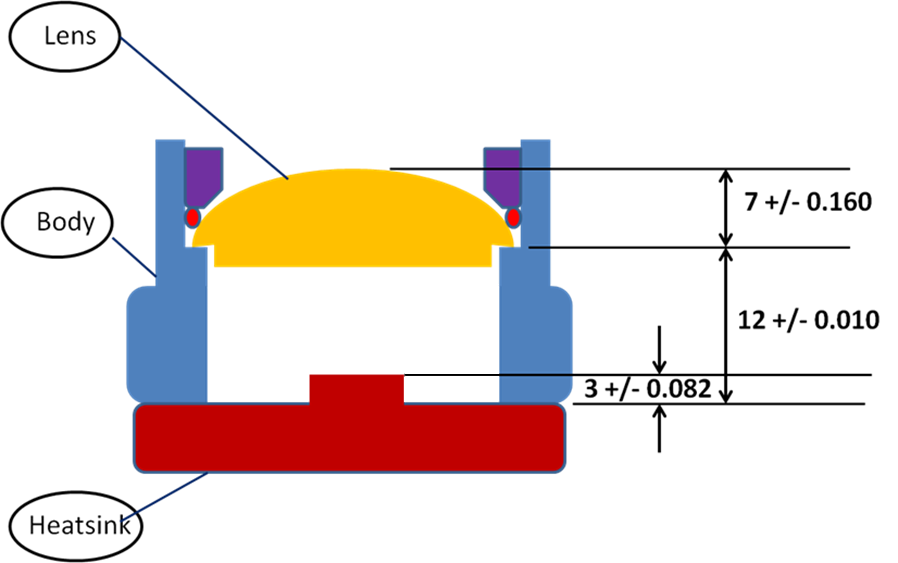 Lens
7 +/- 0.160
Body
12 +/- 0.010
3 +/- 0.082
Heatsink